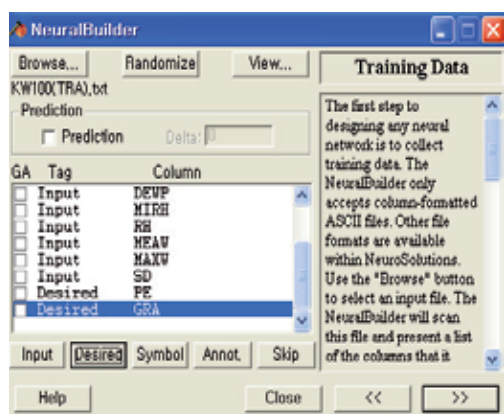 NeuralBuilder
Browse... Randomize View...
KW100(TRA).txt
Prediction
Prediction Delta: 0
GA Tag Column
Input DEWP
Input MIRH
Input RH
Input MEAW
Input MAXW
Input SD
Desired PE
Desired GRA
Input Desired Symbol Annot. Skip
Training Data
The first step to
designing any neural
network is to collect
training data. The
NeuralBuilder only
accepts column-formatted
ASCII files. Other file
formats are available
within NeuroSolutions.
Use the "Browse" button
to select an input file. The
NeuralBuilder will scan
this file and present a list
of the columns that it
Help Close << >>